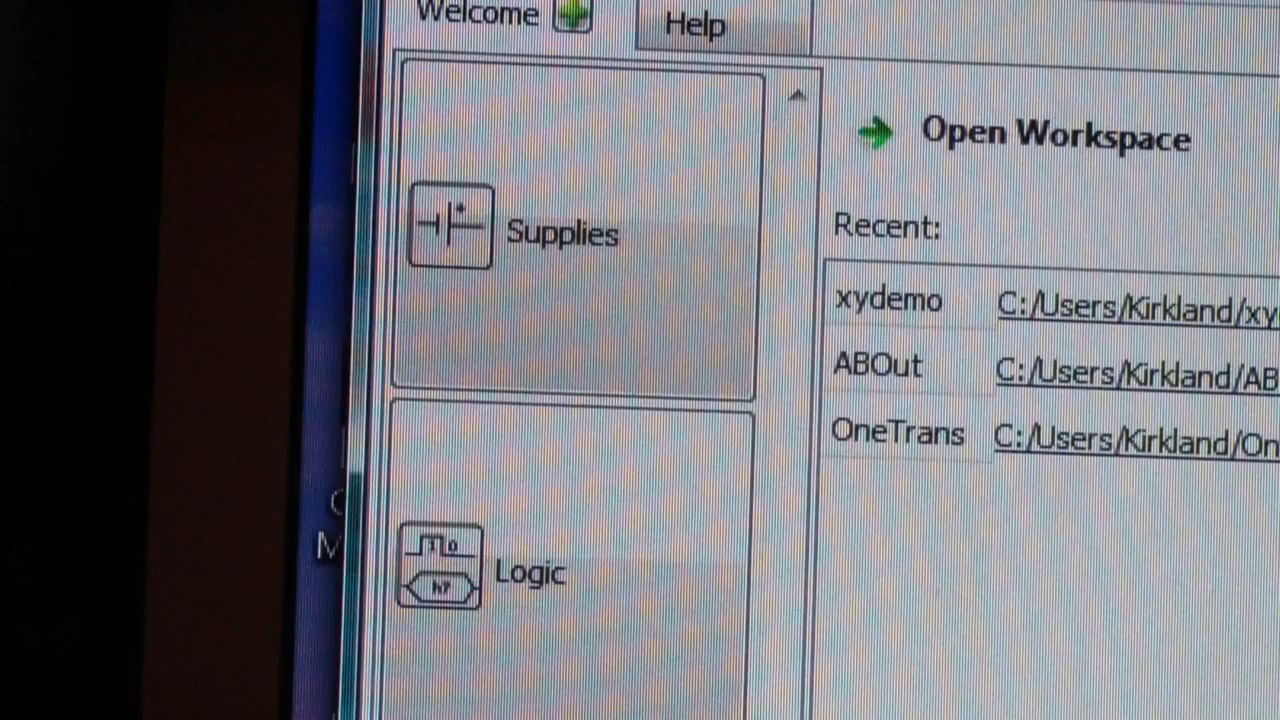 Welcome
Help
Open Workspace
Supplies
Recent:
xydemo C:/Users/Kirkland/xy
ABOut C:/Users/Kirkland/AB
OneTrans C:/Users/Kirkland/On
Logic
h7